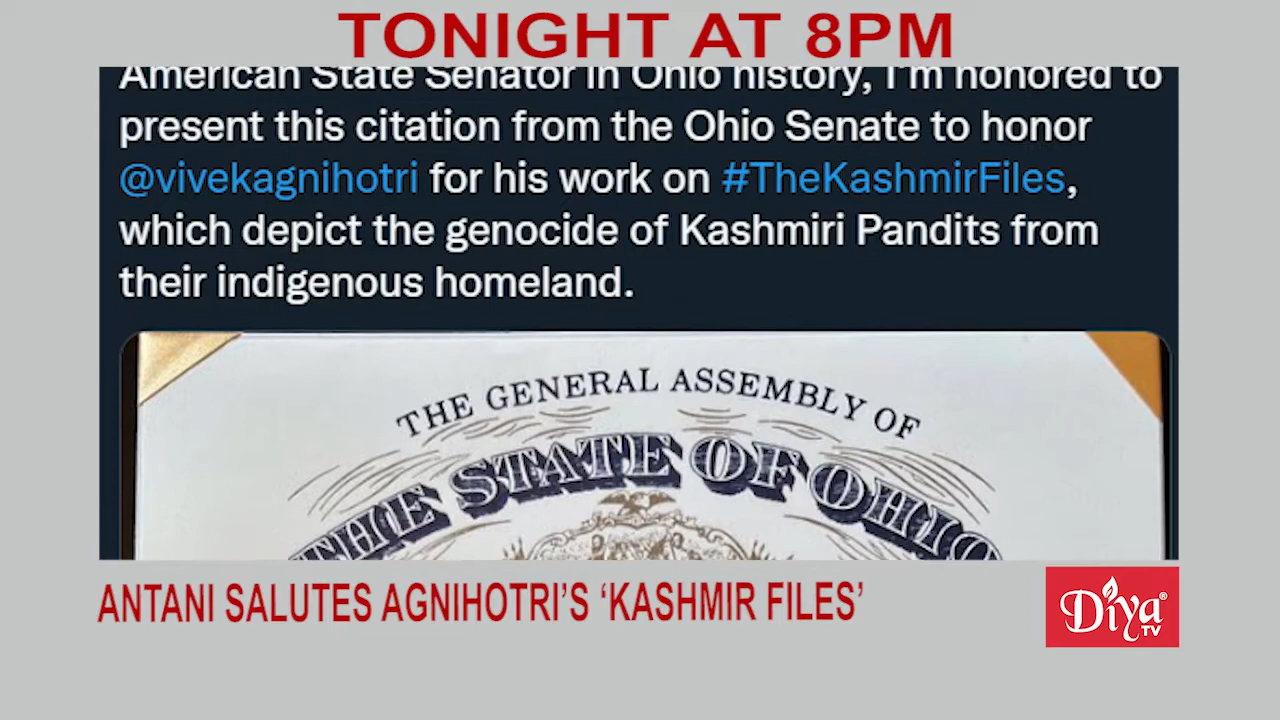 TONIGHT AT 8PM
American State Senator in Ohio history, I'm honored to
present this citation from the Ohio Senate to honor
@vivekagnihotri for his work on #TheKashmirFiles,
which depict the genocide of Kashmiri Pandits from
their indigenous homeland.
THE GENERAL ASSEMBLY OF
THE STATE OF OHIO
ANTANI SALUTES AGNIHOTRI'S ‘KASHMIR FILES’
Diya®
TV